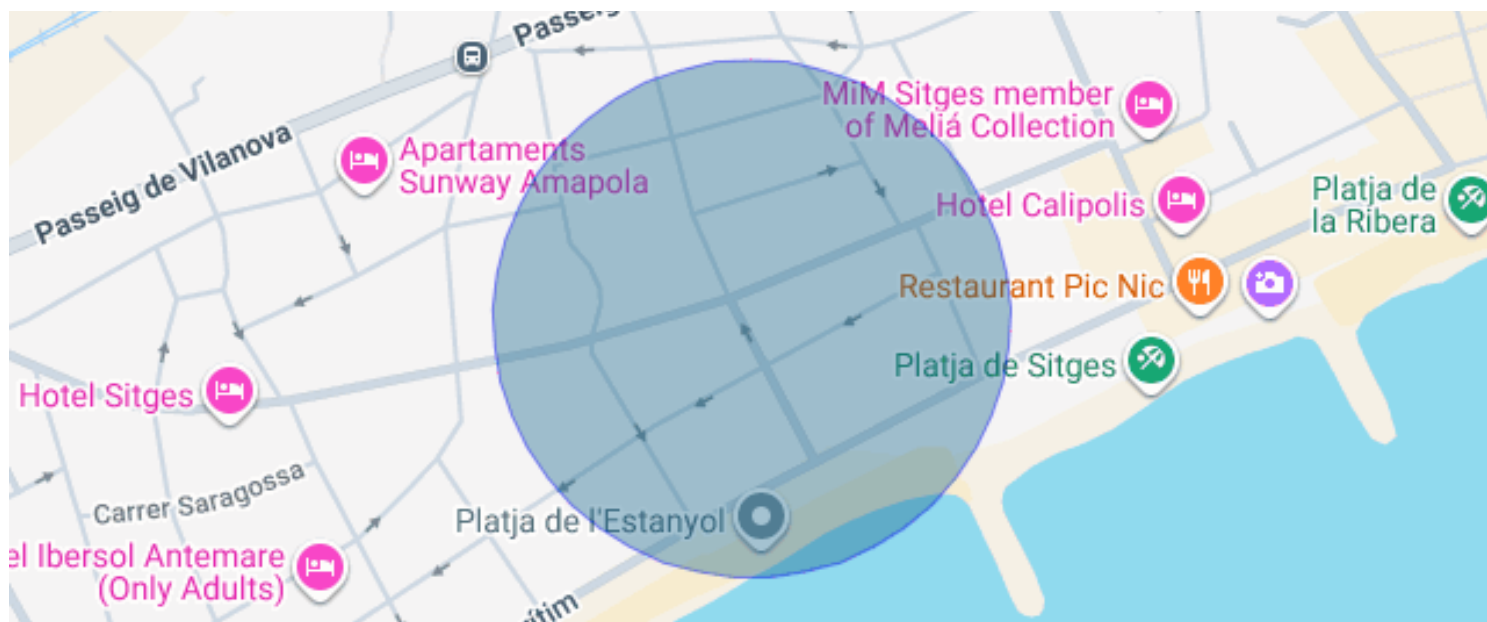 Passeig
MiM Sitges member
of Meliá Collection
Passeig de Vilanova
Apartaments
Sunway Amapola
Hotel Calipolis
Platja de
la Ribera
Restaurant Pic Nic
Platja de Sitges
Hotel Sitges
Carrer Saragossa
Platja de l'Estanyol
el Ibersol Antemare
(Only Adults)
ítim